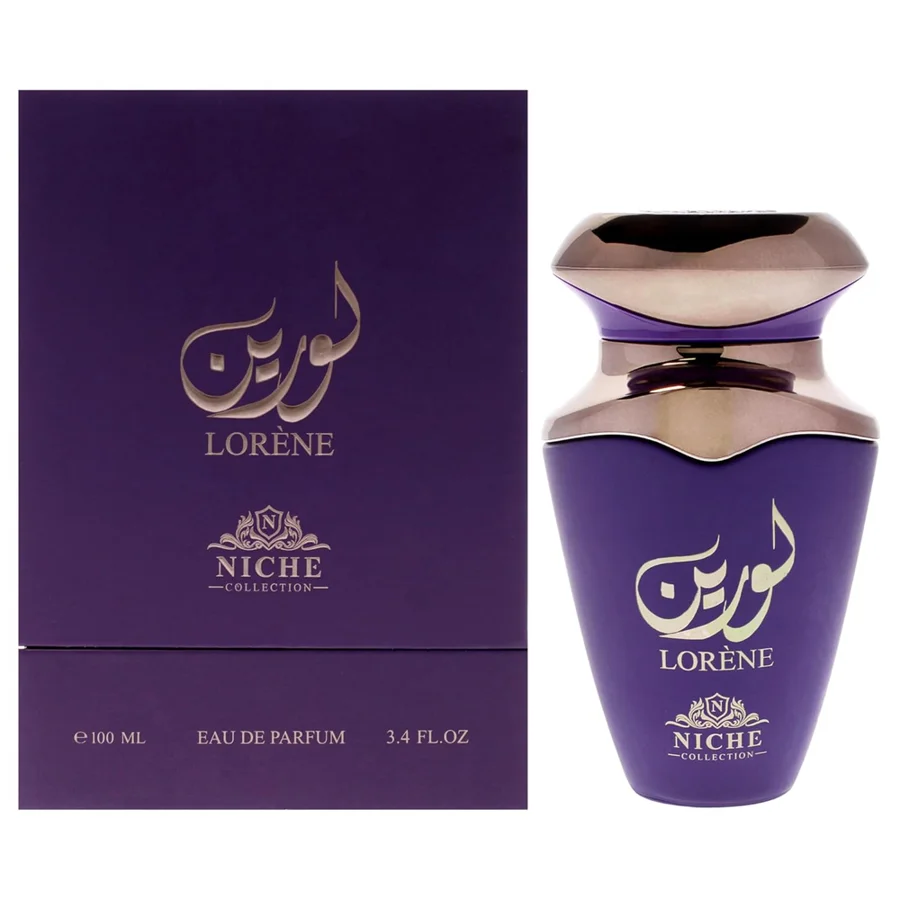 لورين
LORÈNE
N
NICHE
COLLECTION
℮100 ML EAU DE PARFUM 3.4 FL.OZ
لورين
LORÈNE
N
NICHE
COLLECTION